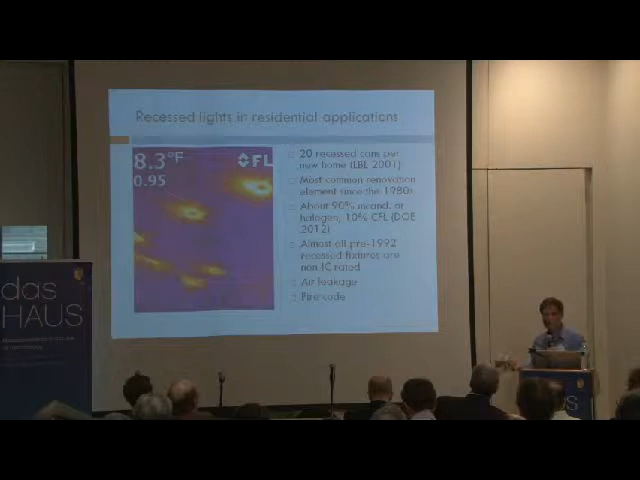 Recessed lights in residential applications
8.3°F
FL
0.95
20 recessed cans per
new home (LBL 2001)
Most common renovation
element since the 1980s
About 90% incand. or
halogen, 10% CFL (DOE
2012)
Almost all pre-1992
recessed fixtures are
non-IC rated
Air leakage
Fire code
das
HAUS